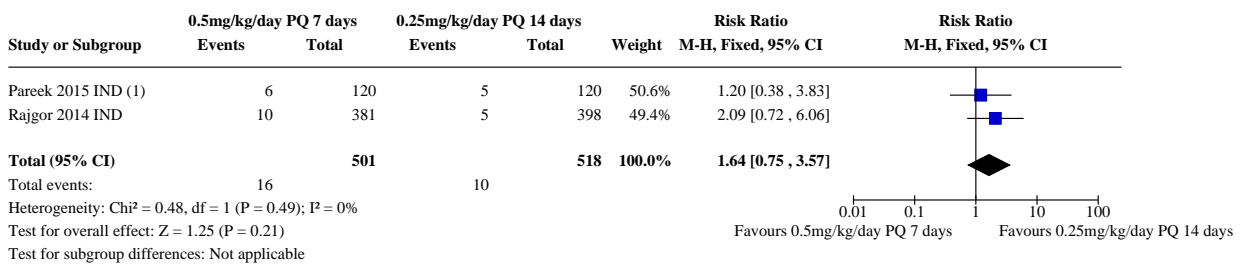 0.5mg/kg/day PQ 7 days 0.25mg/kg/day PQ 14 days Risk Ratio Risk Ratio
Study or Subgroup Events Total Events Total Weight M-H, Fixed, 95% CI M-H, Fixed, 95% CI
Pareek 2015 IND (1) 6 120 5 120 50.6% 1.20 [0.38 , 3.83]
Rajgor 2014 IND 10 381 5 398 49.4% 2.09 [0.72 , 6.06]
Total (95% CI) 501 518 100.0% 1.64 [0.75 , 3.57]
Total events: 16 10
Heterogeneity: Chi² = 0.48, df = 1 (P = 0.49); I² = 0%
Test for overall effect: Z = 1.25 (P = 0.21)
Test for subgroup differences: Not applicable
0.01 0.1 1 10 100
Favours 0.5mg/kg/day PQ 7 days Favours 0.25mg/kg/day PQ 14 days